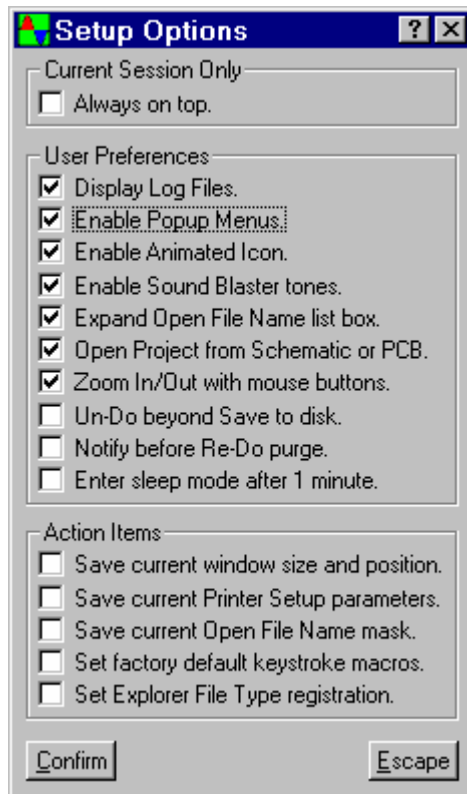 Setup Options
Current Session Only
Always on top.
User Preferences
Display Log Files.
Enable Popup Menus.
Enable Animated Icon.
Enable Sound Blaster tones.
Expand Open File Name list box.
Open Project from Schematic or PCB.
Zoom In/Out with mouse buttons.
Un-Do beyond Save to disk.
Notify before Re-Do purge.
Enter sleep mode after 1 minute.
Action Items
Save current window size and position.
Save current Printer Setup parameters.
Save current Open File Name mask.
Set factory default keystroke macros.
Set Explorer File Type registration.
Confirm Escape